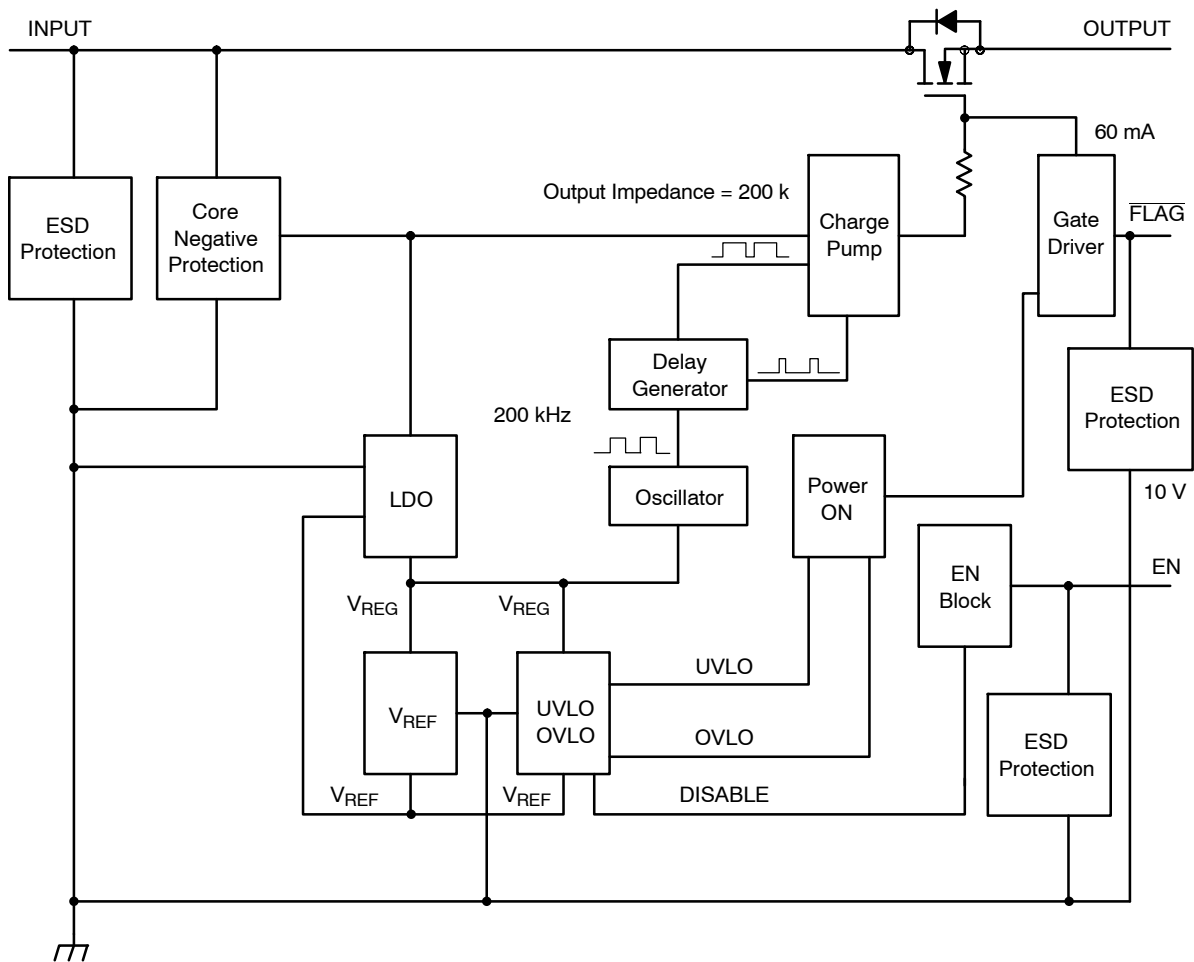 INPUT
OUTPUT
60 mA
ESD
Protection
Core
Negative
Protection
Output Impedance = 200 k
Charge
Pump
Gate
Driver
FLAG
Delay
Generator
ESD
Protection
200 kHz
LDO
Oscillator
Power
ON
10 V
EN
Block
EN
VREG
VREG
UVLO
VREF
UVLO
OVLO
OVLO
ESD
Protection
VREF
VREF
DISABLE